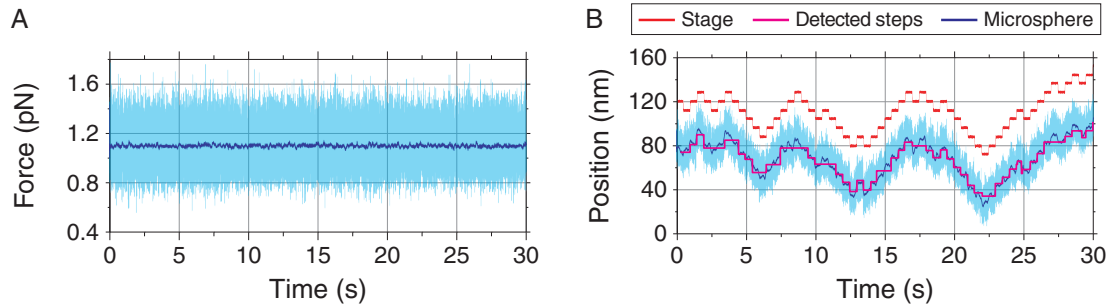 A
Force (pN)
1.6
1.2
0.8
0.4
0 5 10 15 20 25 30
Time (s)
B
Stage Detected steps Microsphere
Position (nm)
160
120
80
40
0
0 5 10 15 20 25 30
Time (s)